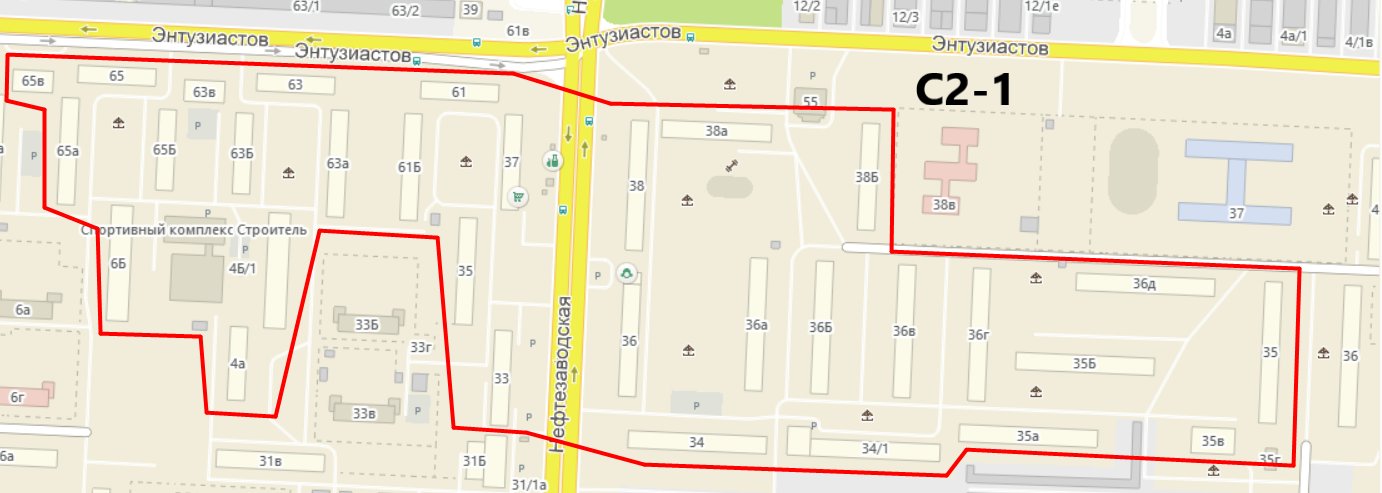 63/1
63/2
39
61в
12/2
12/3
12/1е
4а
4а/1
4/1в
Энтузиастов
Энтузиастов
Энтузиастов
Энтузиастов
С2-1
65в
65
63в
63
61
55
P
38а
37
65а
65Б
63Б
63а
61Б
38
38Б
38в
37
P
P
Спортивный комплекс Строитель
6Б
4Б/1
P
35
P
36
36а
36Б
36в
36г
36д
35Б
35
36
6а
4а
33Б
33г
33
33в
P
P
6г
Нефтезаводская
P
P
34
34/1
P
35а
35в
35г
6а
31в
31Б
31/1а
P